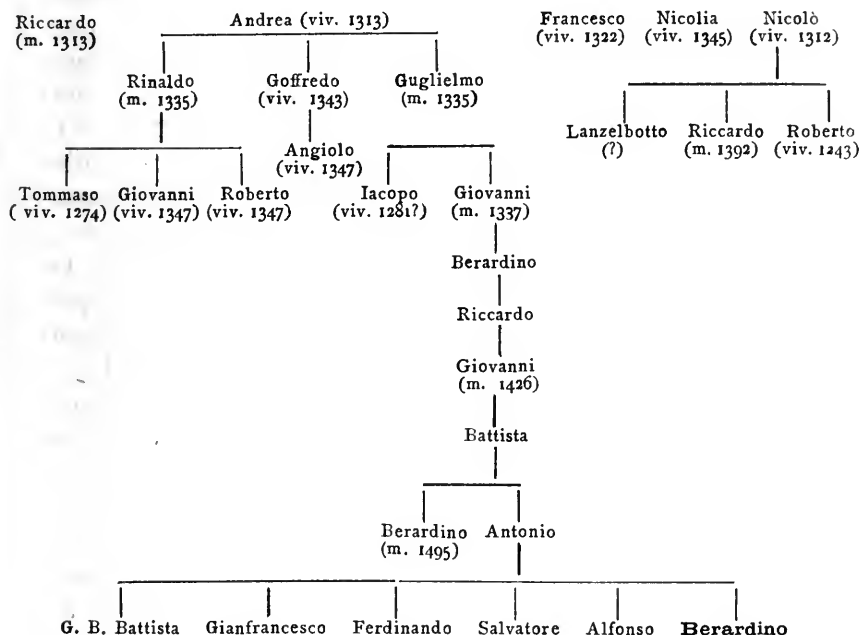 Riccardo Andrea (viv. 1313) Francesco Nicolia Nicolò
(m. 1313) (viv. 1322) (viv. 1345) (viv. 1312)
Rinaldo Goffredo Guglielmo
(m. 1335) (viv. 1343) (m. 1335)
Lanzelbotto Riccardo Roberto
(?) (m. 1392) (viv. 1243)
Angiolo
(viv. 1347)
Tommaso Giovanni Roberto Iacopo Giovanni
( viv. 1274) (viv. 1347) (viv. 1347) (viv. 1281?) (m. 1337)
Berardino
Riccardo
Giovanni
(m. 1426)
Battista
Berardino Antonio
(m. 1495)
G. B. Battista Gianfrancesco Ferdinando Salvatore Alfonso Berardino